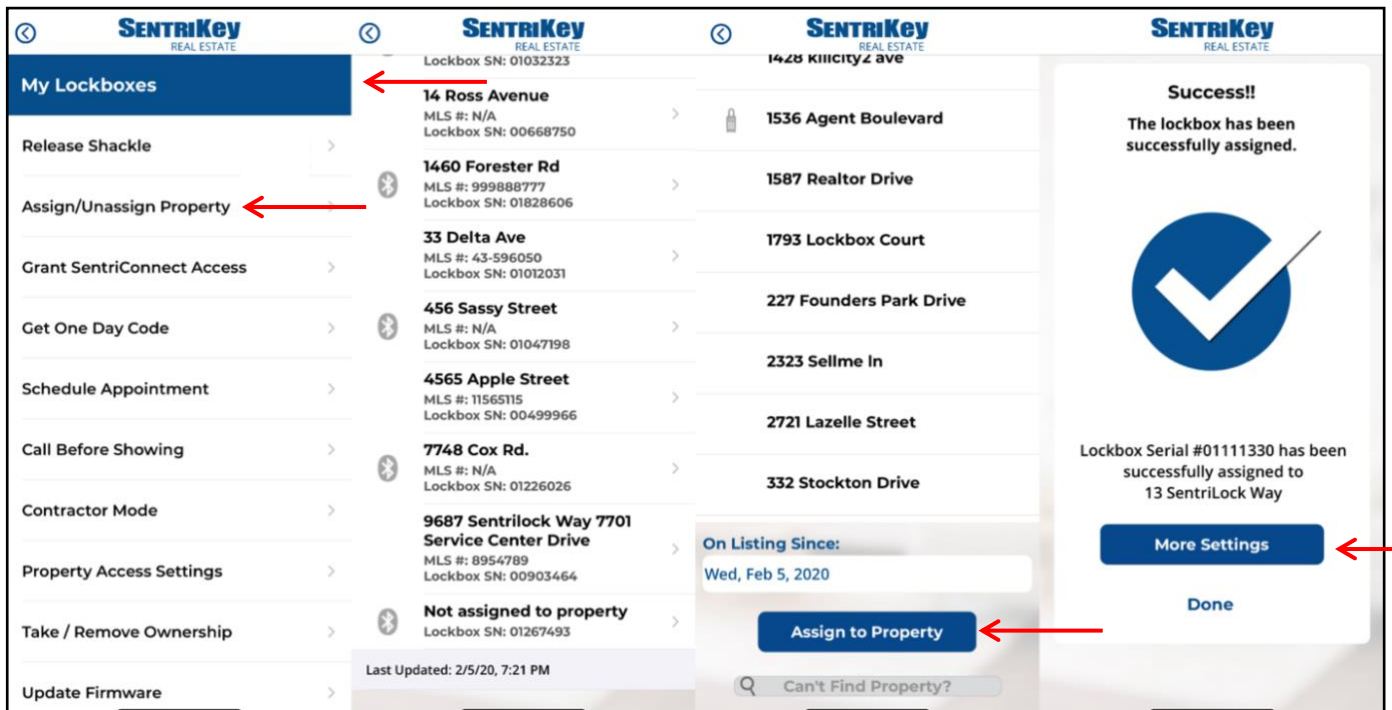 SENTRIKEY
REAL ESTATE
My Lockboxes
Release Shackle
Assign/Unassign Property
Grant SentriConnect Access
Get One Day Code
Schedule Appointment
Call Before Showing
Contractor Mode
Property Access Settings
Take / Remove Ownership
Update Firmware
SENTRIKEY
REAL ESTATE
Lockbox SN: 01032323
14 Ross Avenue
MLS #: N/A
Lockbox SN: 00668750
1460 Forester Rd
MLS #: 999888777
Lockbox SN: 01828606
33 Delta Ave
MLS #: 43-596050
Lockbox SN: 01012031
456 Sassy Street
MLS #: N/A
Lockbox SN: 01047198
4565 Apple Street
MLS #: 11565115
Lockbox SN: 00499966
7748 Cox Rd.
MLS #: N/A
Lockbox SN: 01226026
9687 Sentrilock Way 7701
Service Center Drive
MLS #: 8954789
Lockbox SN: 00903464
Not assigned to property
Lockbox SN: 01267493
Last Updated: 2/5/20, 7:21 PM
SENTRIKEY
REAL ESTATE
1428 killcity2 ave
1536 Agent Boulevard
1587 Realtor Drive
1793 Lockbox Court
227 Founders Park Drive
2323 Sellme ln
2721 Lazelle Street
332 Stockton Drive
On Listing Since:
Wed, Feb 5, 2020
Assign to Property
Can't Find Property?
SENTRIKEY
REAL ESTATE
Success!!
The lockbox has been
successfully assigned.
Lockbox Serial #01111330 has been
successfully assigned to
13 SentriLock Way
More Settings
Done